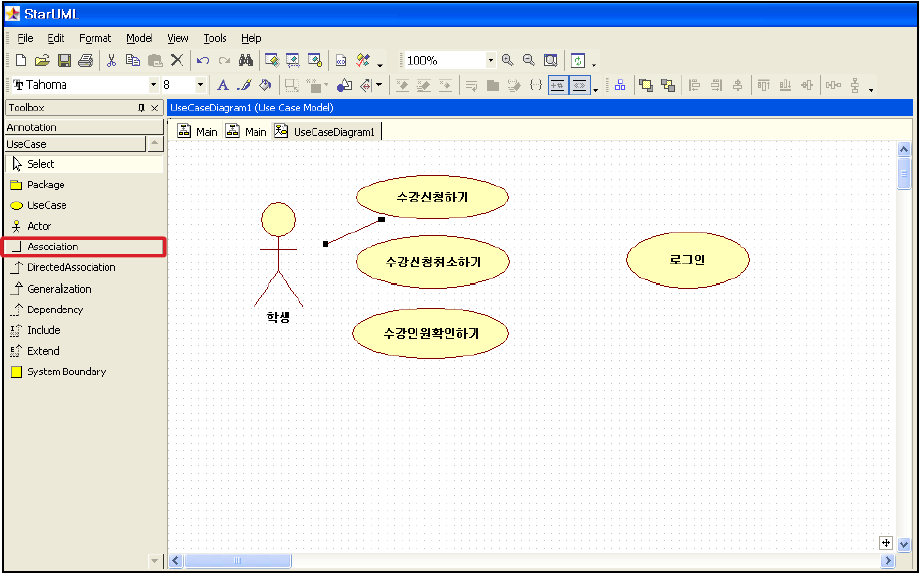 StarUML
File Edit Format Model View Tools Help
100%
Tahoma 8
Toolbox
UseCaseDiagram1 (Use Case Model)
Annotation
UseCase
Main Main UseCaseDiagram1
Select
Package
UseCase
Actor
Association
DirectedAssociation
Generalization
Dependency
Include
Extend
System Boundary
수강신청하기
수강신청취소하기
로그인
학생
수강인원확인하기